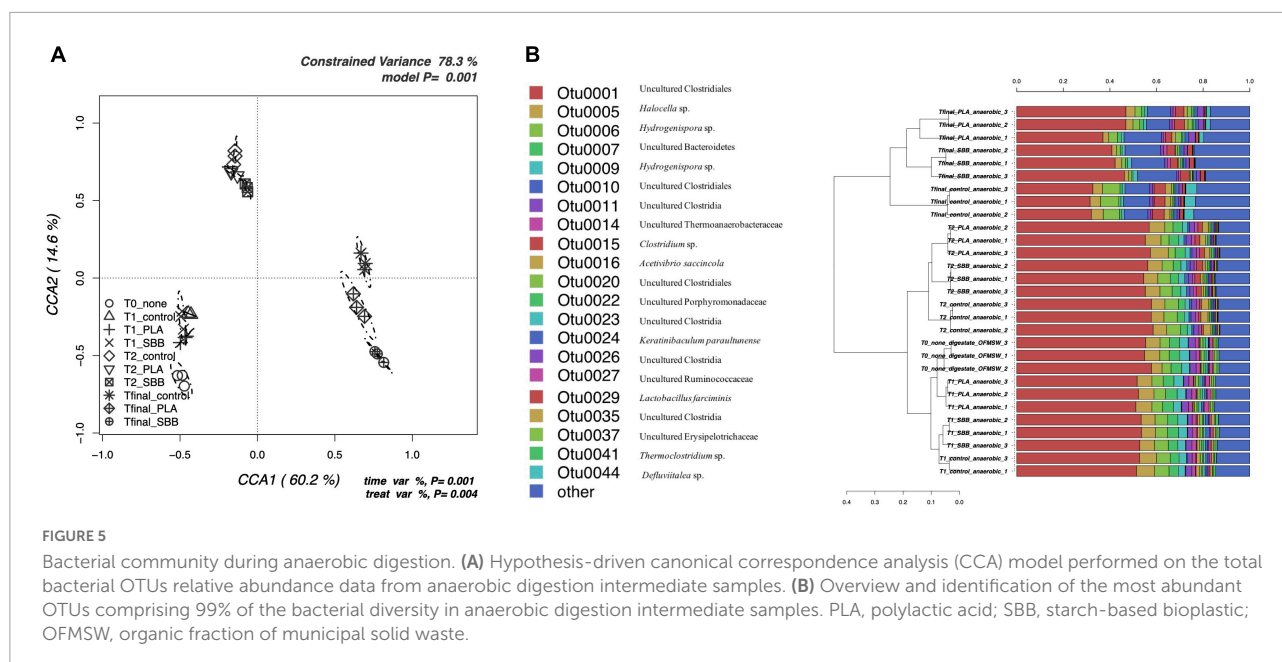 A
Constrained Variance 78.3 %
model P= 0.001
1.0
0.5
0.0
−0.5
−1.0
CCA2 ( 14.6 %)
T0_none
T1_control
T1_PLA
T1_SBB
T2_control
T2_PLA
T2_SBB
Tfinal_control
Tfinal_PLA
Tfinal_SBB
−1.0 −0.5 0.0 0.5 1.0
CCA1 ( 60.2 %)
time var %, P= 0.001
treat var %, P= 0.004
B
Otu0001 Uncultured Clostridiales
Otu0005 Halocella sp.
Otu0006 Hydrogenispora sp.
Otu0007 Uncultured Bacteroidetes
Otu0009 Hydrogenispora sp.
Otu0010 Uncultured Clostridiales
Otu0011 Uncultured Clostridia
Otu0014 Uncultured Thermoanaerobacteraceae
Otu0015 Clostridium sp.
Otu0016 Acetivibrio saccincola
Otu0020 Uncultured Clostridiales
Otu0022 Uncultured Porphyromonadaceae
Otu0023 Uncultured Clostridia
Otu0024 Keratinibaculum paraultunense
Otu0026 Uncultured Clostridia
Otu0027 Uncultured Ruminococcaceae
Otu0029 Lactobacillus farciminis
Otu0035 Uncultured Clostridia
Otu0037 Uncultured Erysipelotrichaceae
Otu0041 Thermoclostridium sp.
Otu0044 Defluviitalea sp.
other
0.0 0.2 0.4 0.6 0.8 1.0
Tfinal_PLA_anaerobic_3
Tfinal_PLA_anaerobic_2
Tfinal_PLA_anaerobic_1
Tfinal_SBB_anaerobic_2
Tfinal_SBB_anaerobic_1
Tfinal_SBB_anaerobic_3
Tfinal_control_anaerobic_3
Tfinal_control_anaerobic_1
Tfinal_control_anaerobic_2
T2_PLA_anaerobic_2
T2_PLA_anaerobic_1
T2_PLA_anaerobic_3
T2_SBB_anaerobic_2
T2_SBB_anaerobic_1
T2_SBB_anaerobic_3
T2_control_anaerobic_3
T2_control_anaerobic_1
T2_control_anaerobic_2
T0_none_digestate_OFMSW_3
T0_none_digestate_OFMSW_1
T0_none_digestate_OFMSW_2
T1_PLA_anaerobic_3
T1_PLA_anaerobic_2
T1_PLA_anaerobic_1
T1_SBB_anaerobic_2
T1_SBB_anaerobic_1
T1_SBB_anaerobic_3
T1_control_anaerobic_3
T1_control_anaerobic_1
0.4 0.3 0.2 0.1 0.0
FIGURE 5
Bacterial community during anaerobic digestion. (A) Hypothesis-driven canonical correspondence analysis (CCA) model performed on the total
bacterial OTUs relative abundance data from anaerobic digestion intermediate samples. (B) Overview and identification of the most abundant
OTUs comprising 99% of the bacterial diversity in anaerobic digestion intermediate samples. PLA, polylactic acid; SBB, starch-based bioplastic;
OFMSW, organic fraction of municipal solid waste.